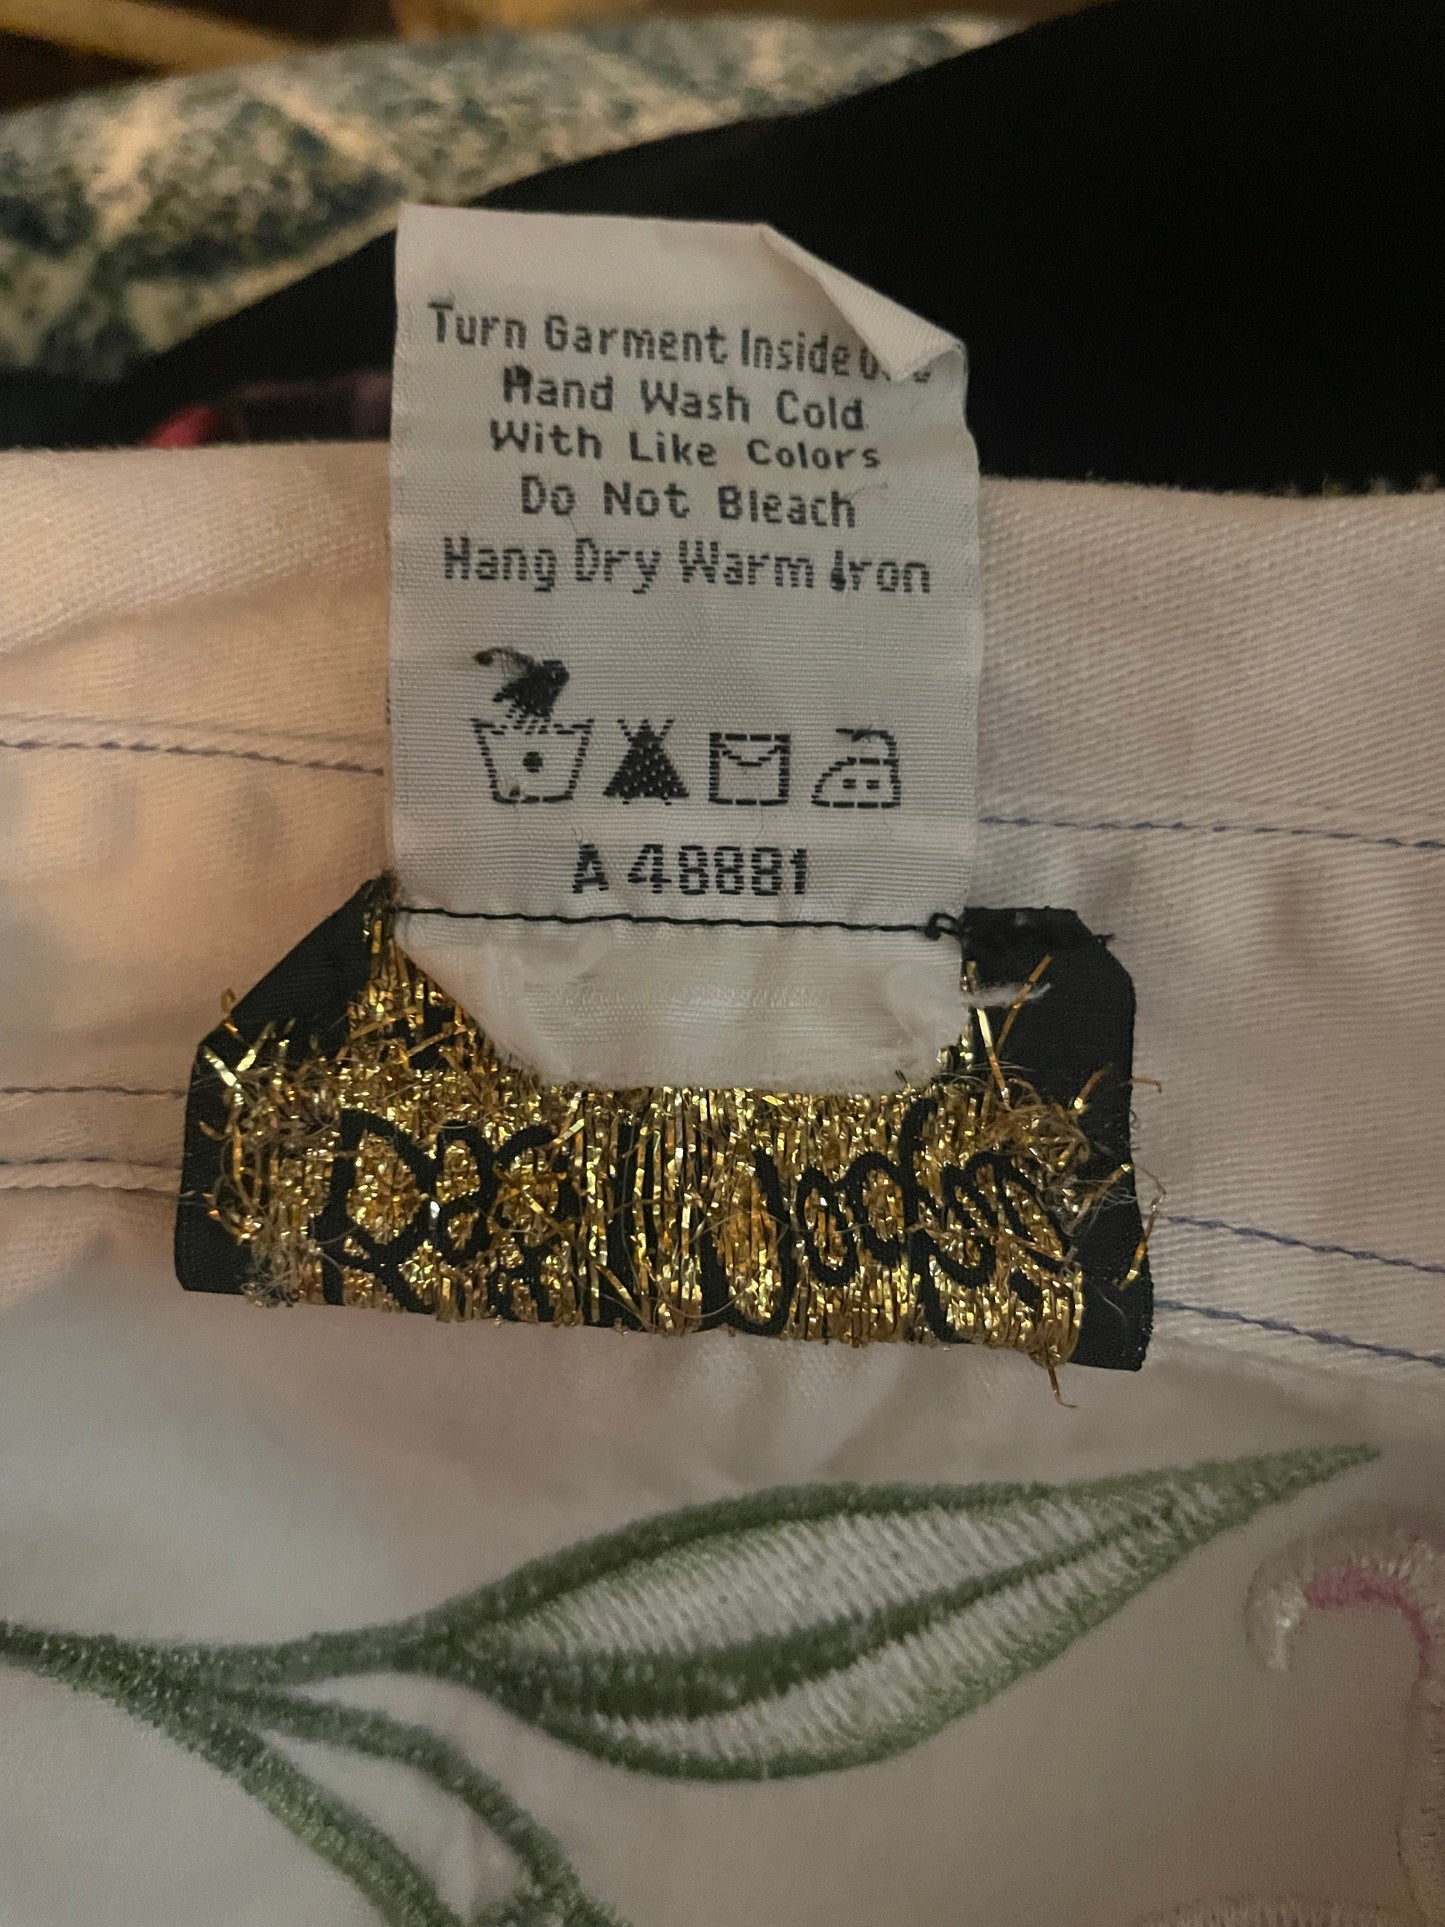 Turn Garment Inside
Hand Wash Cold
With Like Colors
Do Not Bleach
Hang Dry Warm Iron
A 48881